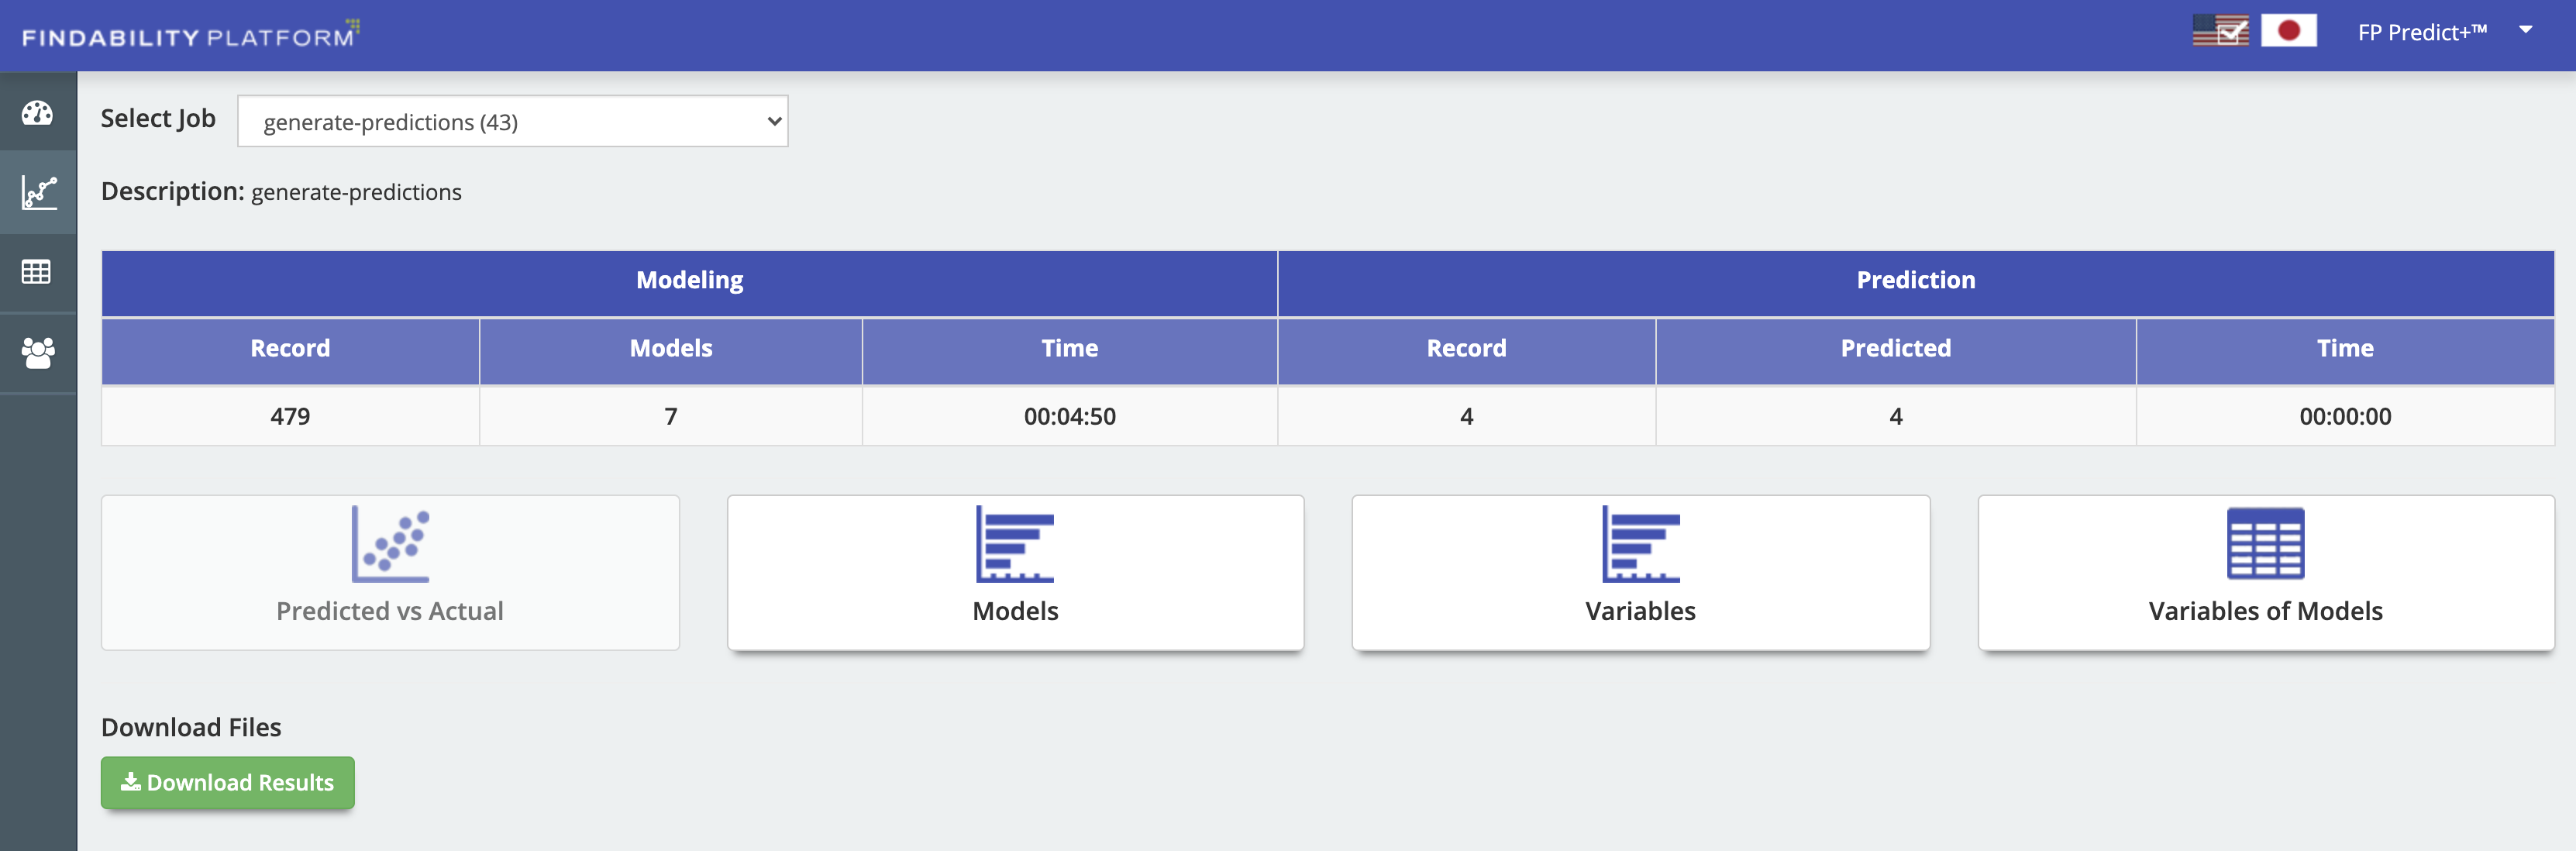 FINDABILITY PLATFORM
FP Predict+™
Select Job
generate-predictions (43)
Description: generate-predictions
Modeling
Prediction
Record
Models
Time
Record
Predicted
Time
479
7
00:04:50
4
4
00:00:00
Predicted vs Actual
Models
Variables
Variables of Models
Download Files
Download Results